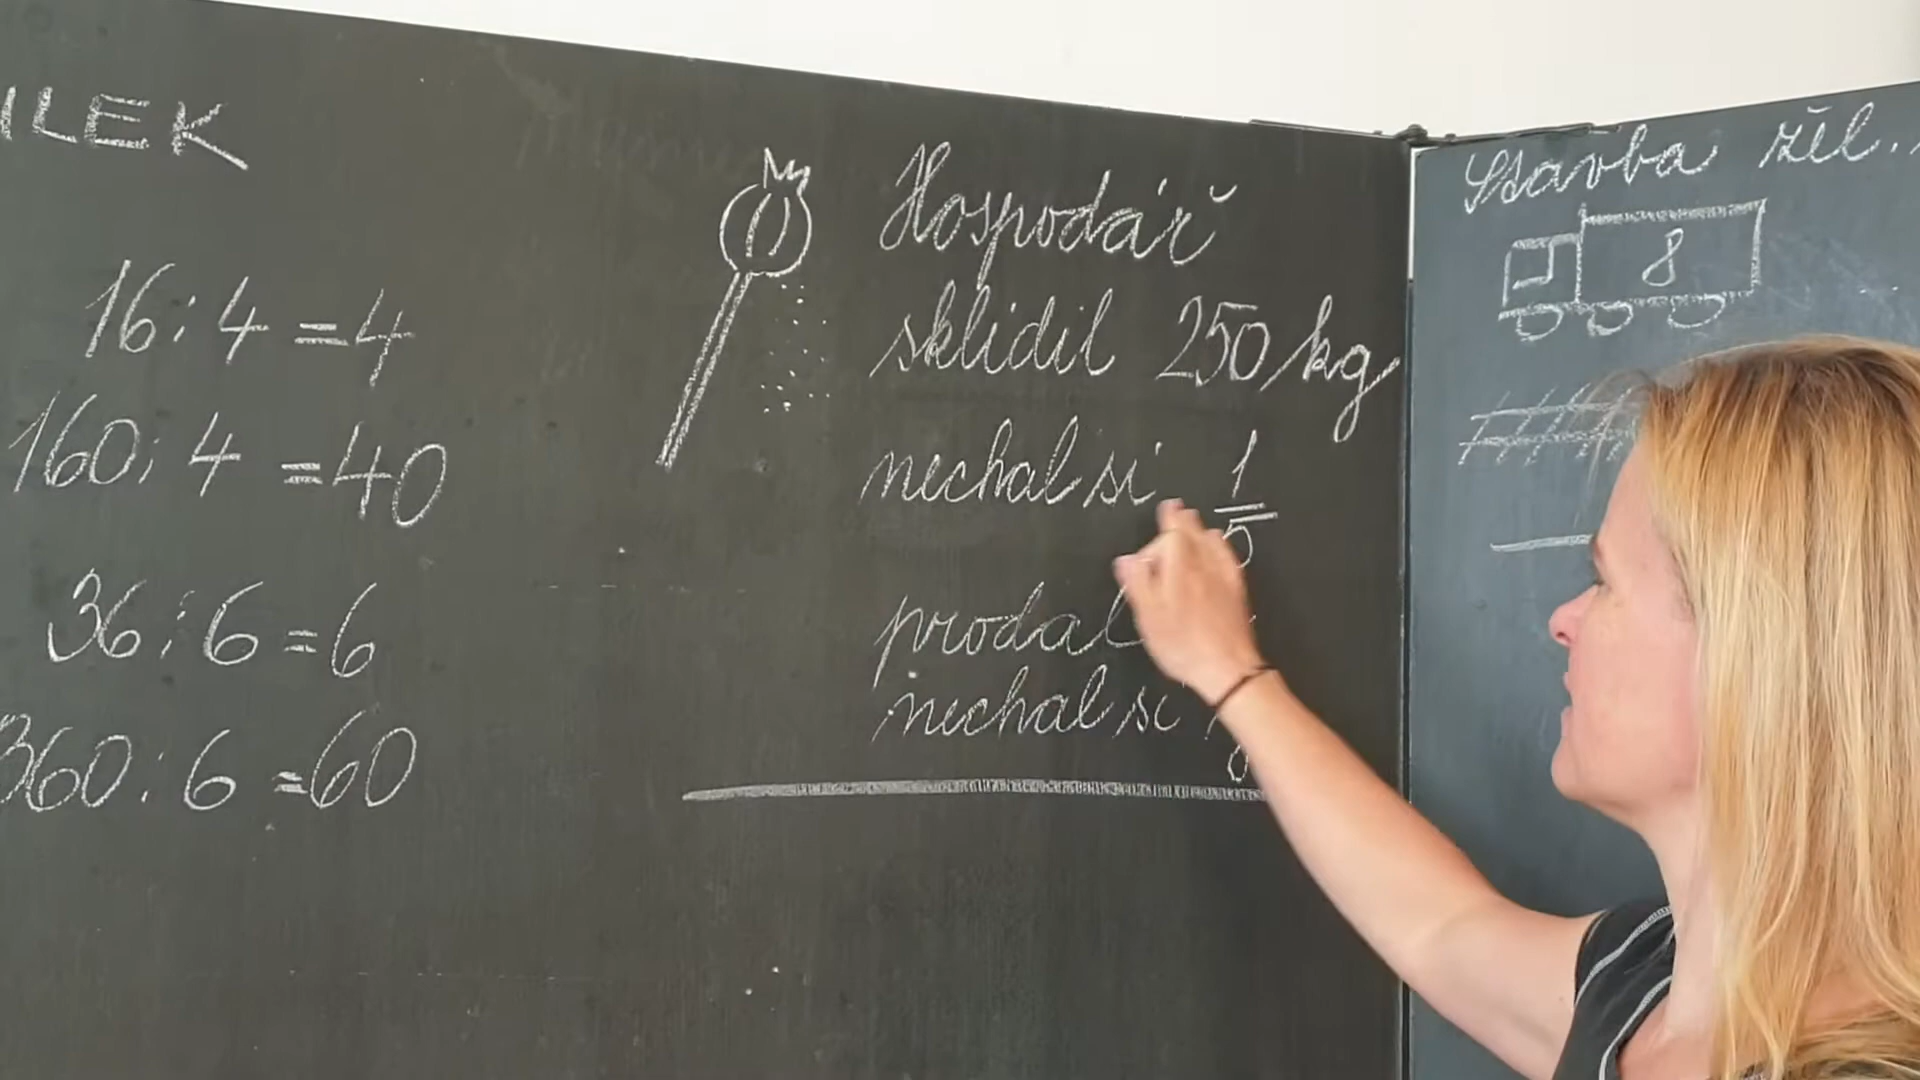 ILEK
16:4=4
160:4=40
36:6=6
360:6=60
Hospodář
sklidil 250 kg
nechal si 1/5
prodal
nechal si
Stavba žel.
8